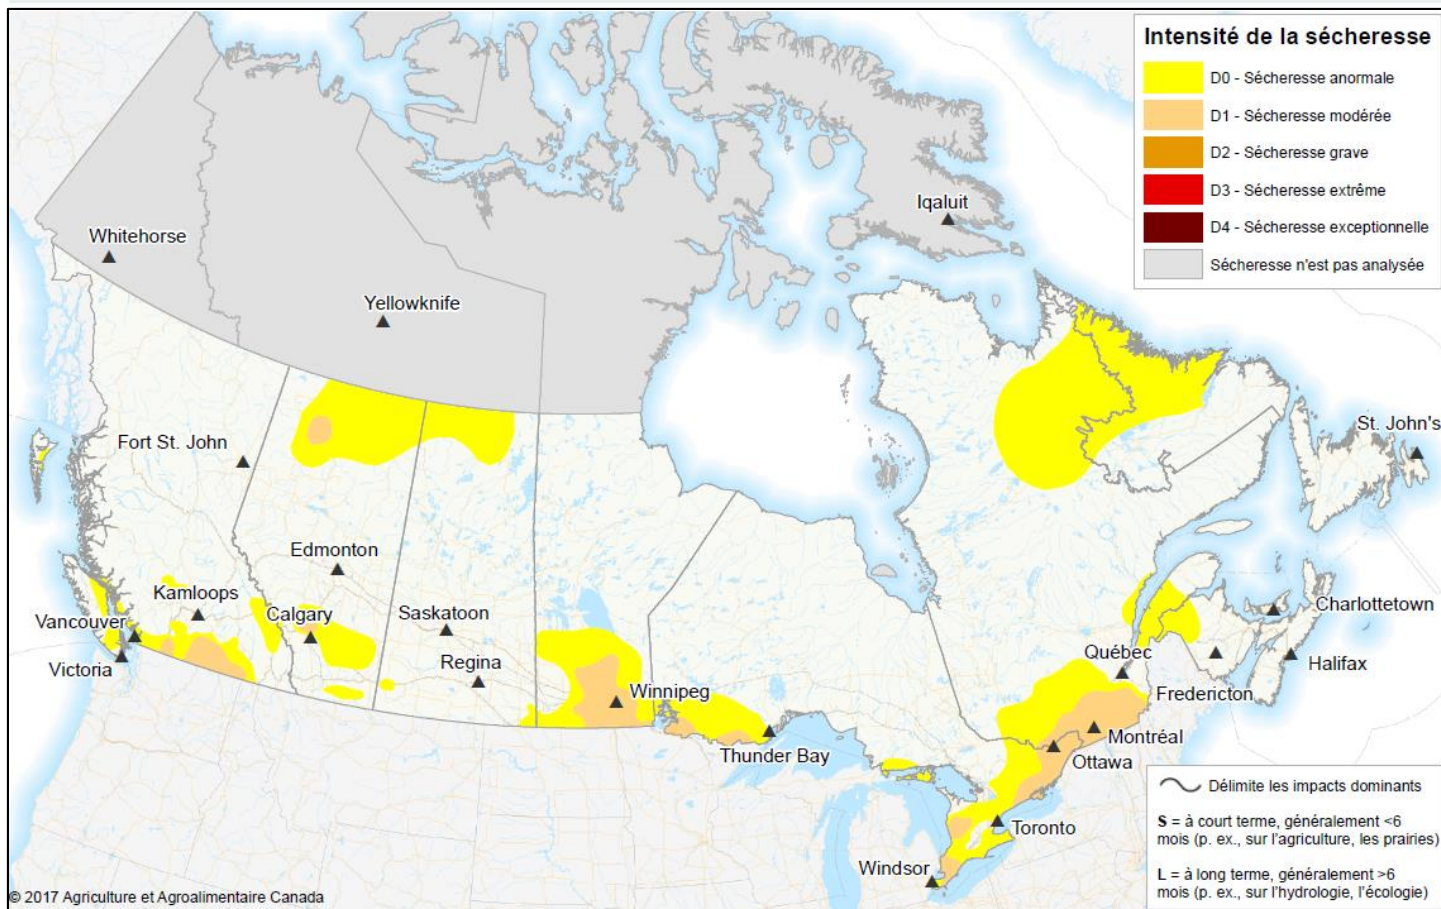 Intensité de la sécheresse
D0 - Sécheresse anormale
D1 - Sécheresse modérée
D2 - Sécheresse grave
D3 - Sécheresse extrême
D4 - Sécheresse exceptionnelle
Sécheresse n'est pas analysée
Iqaluit
Whitehorse
Yellowknife
St. John's
Fort St. John
Edmonton
Kamloops
Calgary
Saskatoon
Vancouver
Charlottetown
Victoria
Regina
Québec
Halifax
Winnipeg
Fredericton
Montréal
Thunder Bay
Ottawa
Toronto
Windsor
Délimite les impacts dominants
S = à court terme, généralement <6
mois (p. ex., sur l'agriculture, les prairies)
L = à long terme, généralement >6
mois (p. ex., sur l'hydrologie, l'écologie)
© 2017 Agriculture et Agroalimentaire Canada